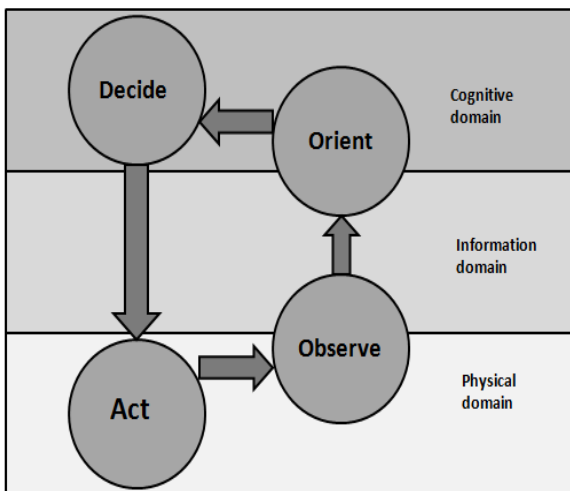 Decide
Orient
Cognitive
domain
Information
domain
Observe
Act
Physical
domain